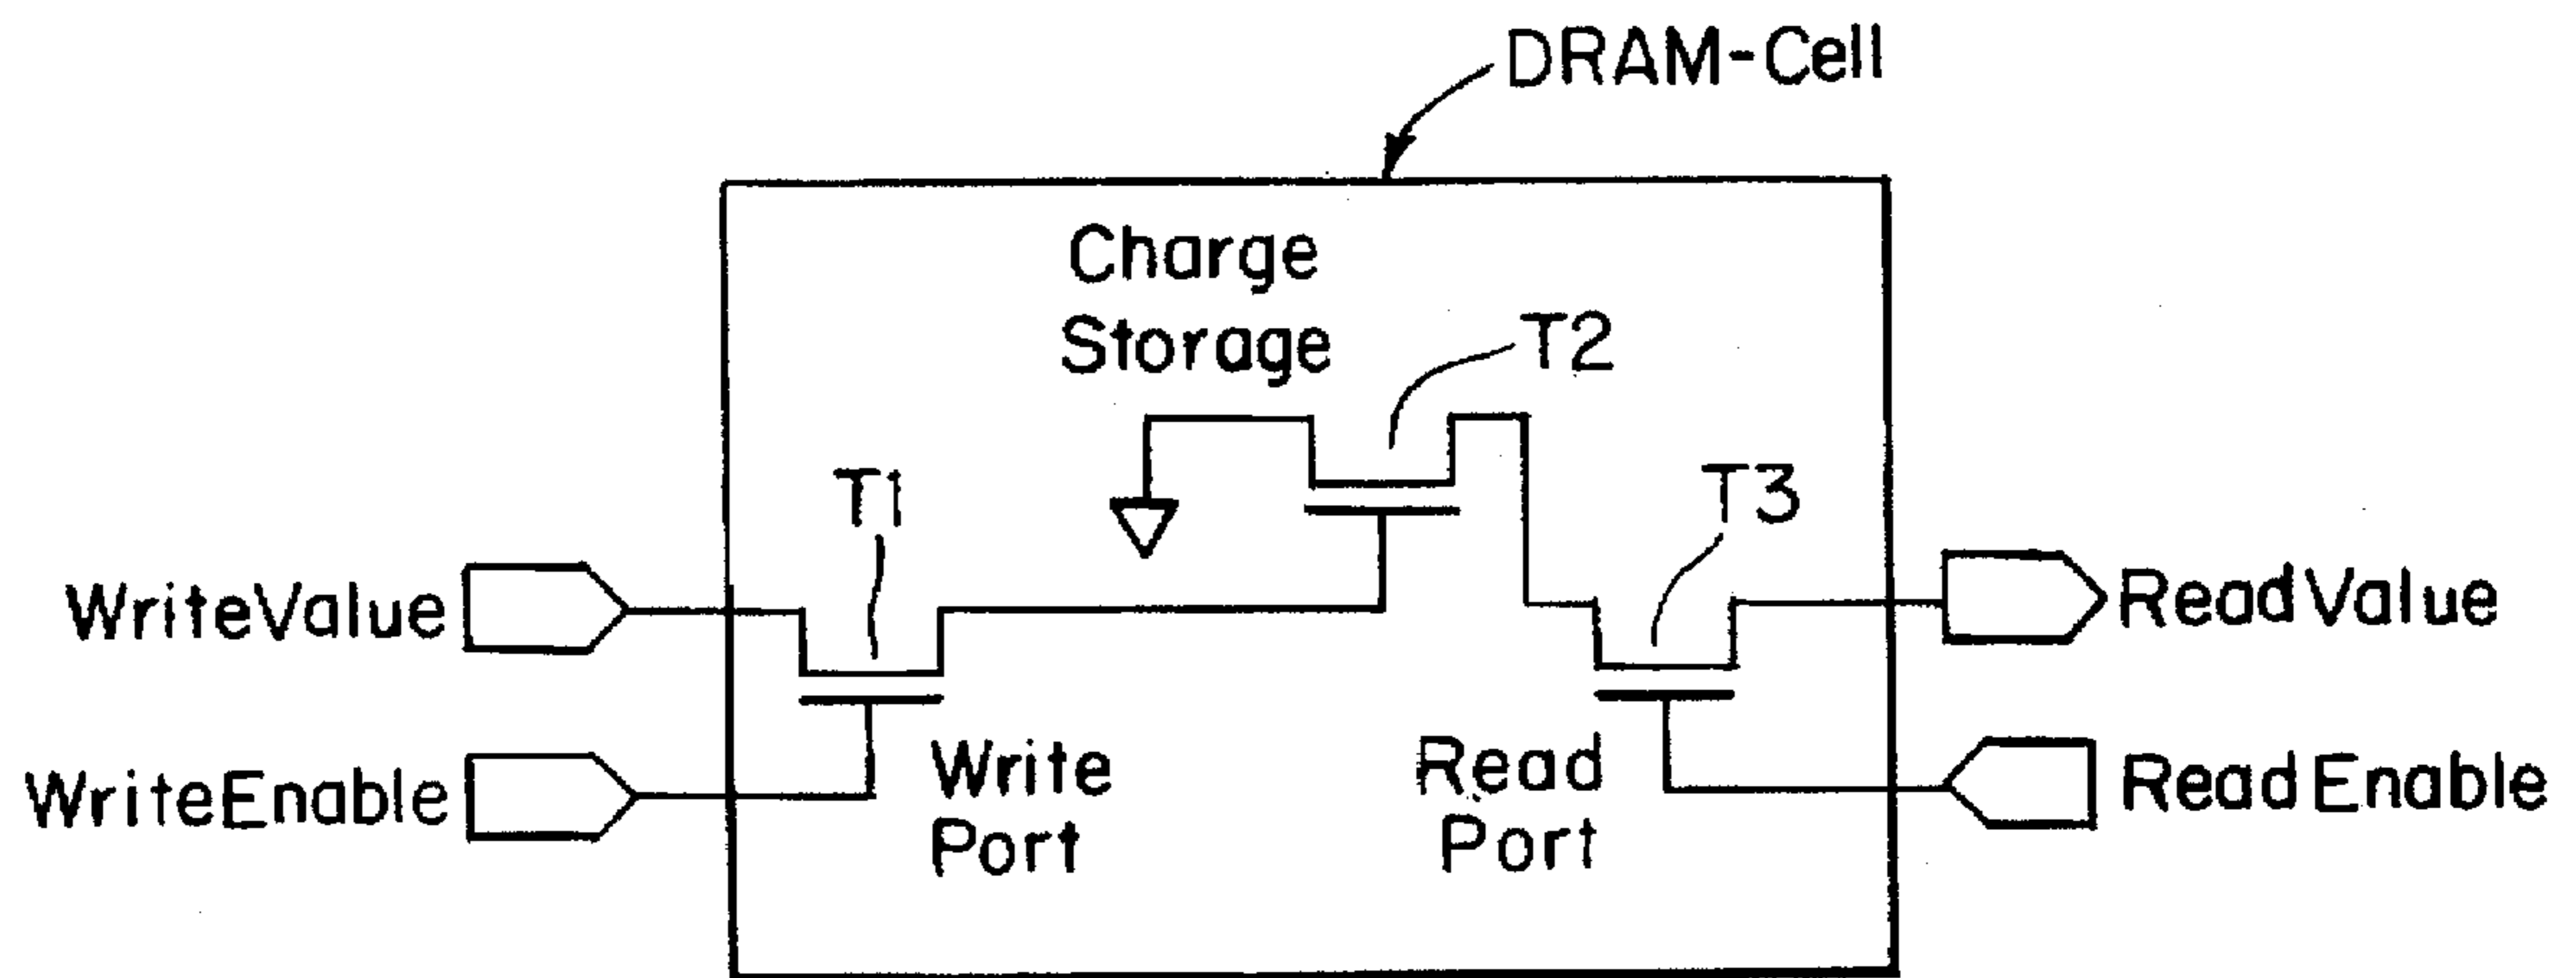 DRAM-Cell
Charge
Storage
T2
T1
T3
WriteValue
ReadValue
WriteEnable
Write
Port
Read
Port
ReadEnable